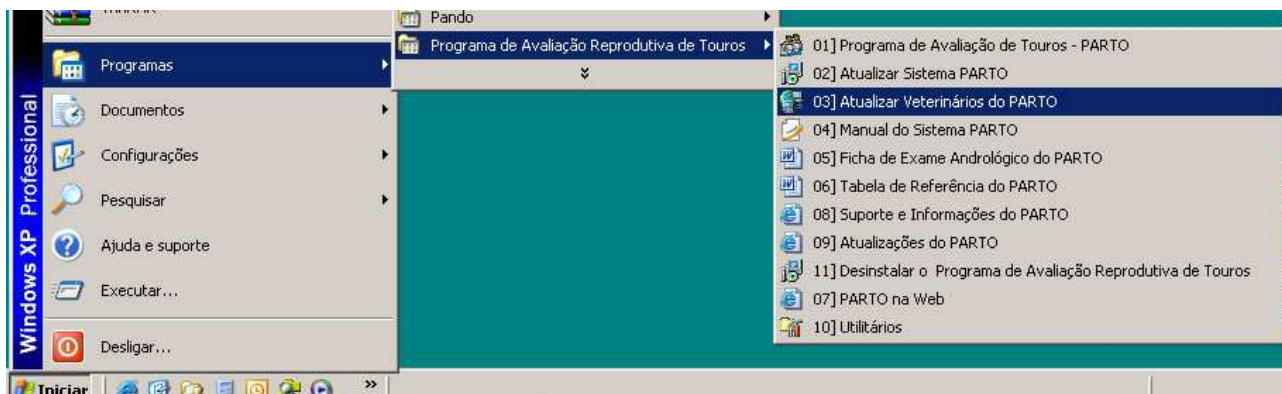 Pando
Programa de Avaliação Reprodutiva de Touros
Windows XP Professional
Programas
Documentos
Configurações
Pesquisar
Ajuda e suporte
Executar...
Desligar...
Iniciar
01] Programa de Avaliação de Touros - PARTO
02] Atualizar Sistema PARTO
03] Atualizar Veterinários do PARTO
04] Manual do Sistema PARTO
05] Ficha de Exame Andrológico do PARTO
06] Tabela de Referência do PARTO
08] Suporte e Informações do PARTO
09] Atualizações do PARTO
11] Desinstalar o Programa de Avaliação Reprodutiva de Touros
07] PARTO na Web
10] Utilitários